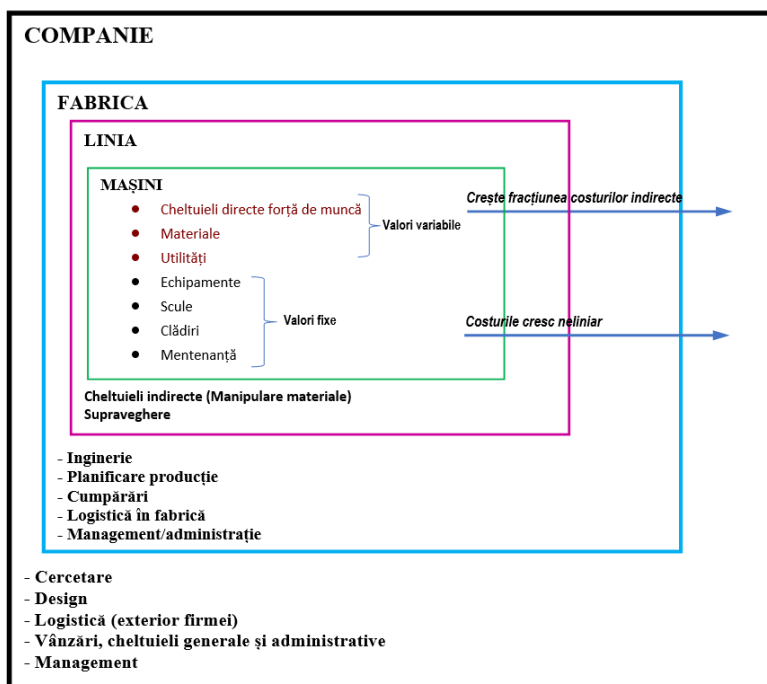 COMPANIE
FABRICA
LINIA
MAȘINI
• Cheltuieli directe forță de muncă
• Materiale
• Utilități
Valori variabile
• Echipamente
• Scule
• Clădiri
• Mentenanță
Valori fixe
Crește fracțiunea costurilor indirecte
Costurile cresc neliniar
Cheltuieli indirecte (Manipulare materiale)
Supraveghere
- Inginerie
- Planificare producție
- Cumpărări
- Logistică în fabrică
- Management/administrație
- Cercetare
- Design
- Logistică (exterior firmei)
- Vânzări, cheltuieli generale și administrative
- Management